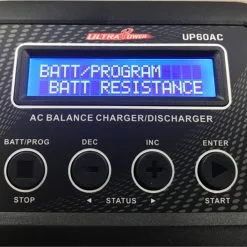 ULTRA POWER UP60AC
BATT/PROGRAM
BATT RESISTANCE
AC BALANCE CHARGER/DISCHARGER
BATT/PROG DEC INC ENTER
STOP ◄ STATUS ► START